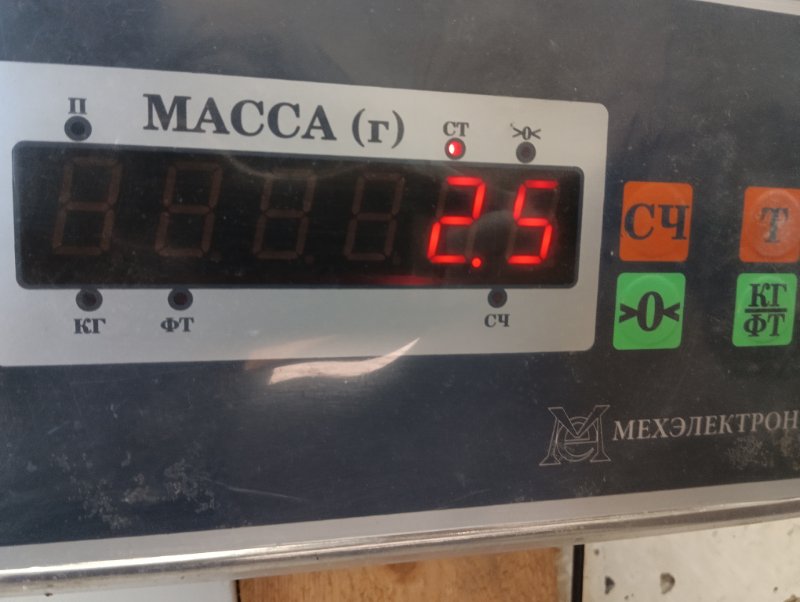 П
МАССА (г)
СТ
>0<
2.5
КГ
ФТ
СЧ
СЧ
Т
>0<
КГ
ФТ
МЕХЭЛЕКТРОН